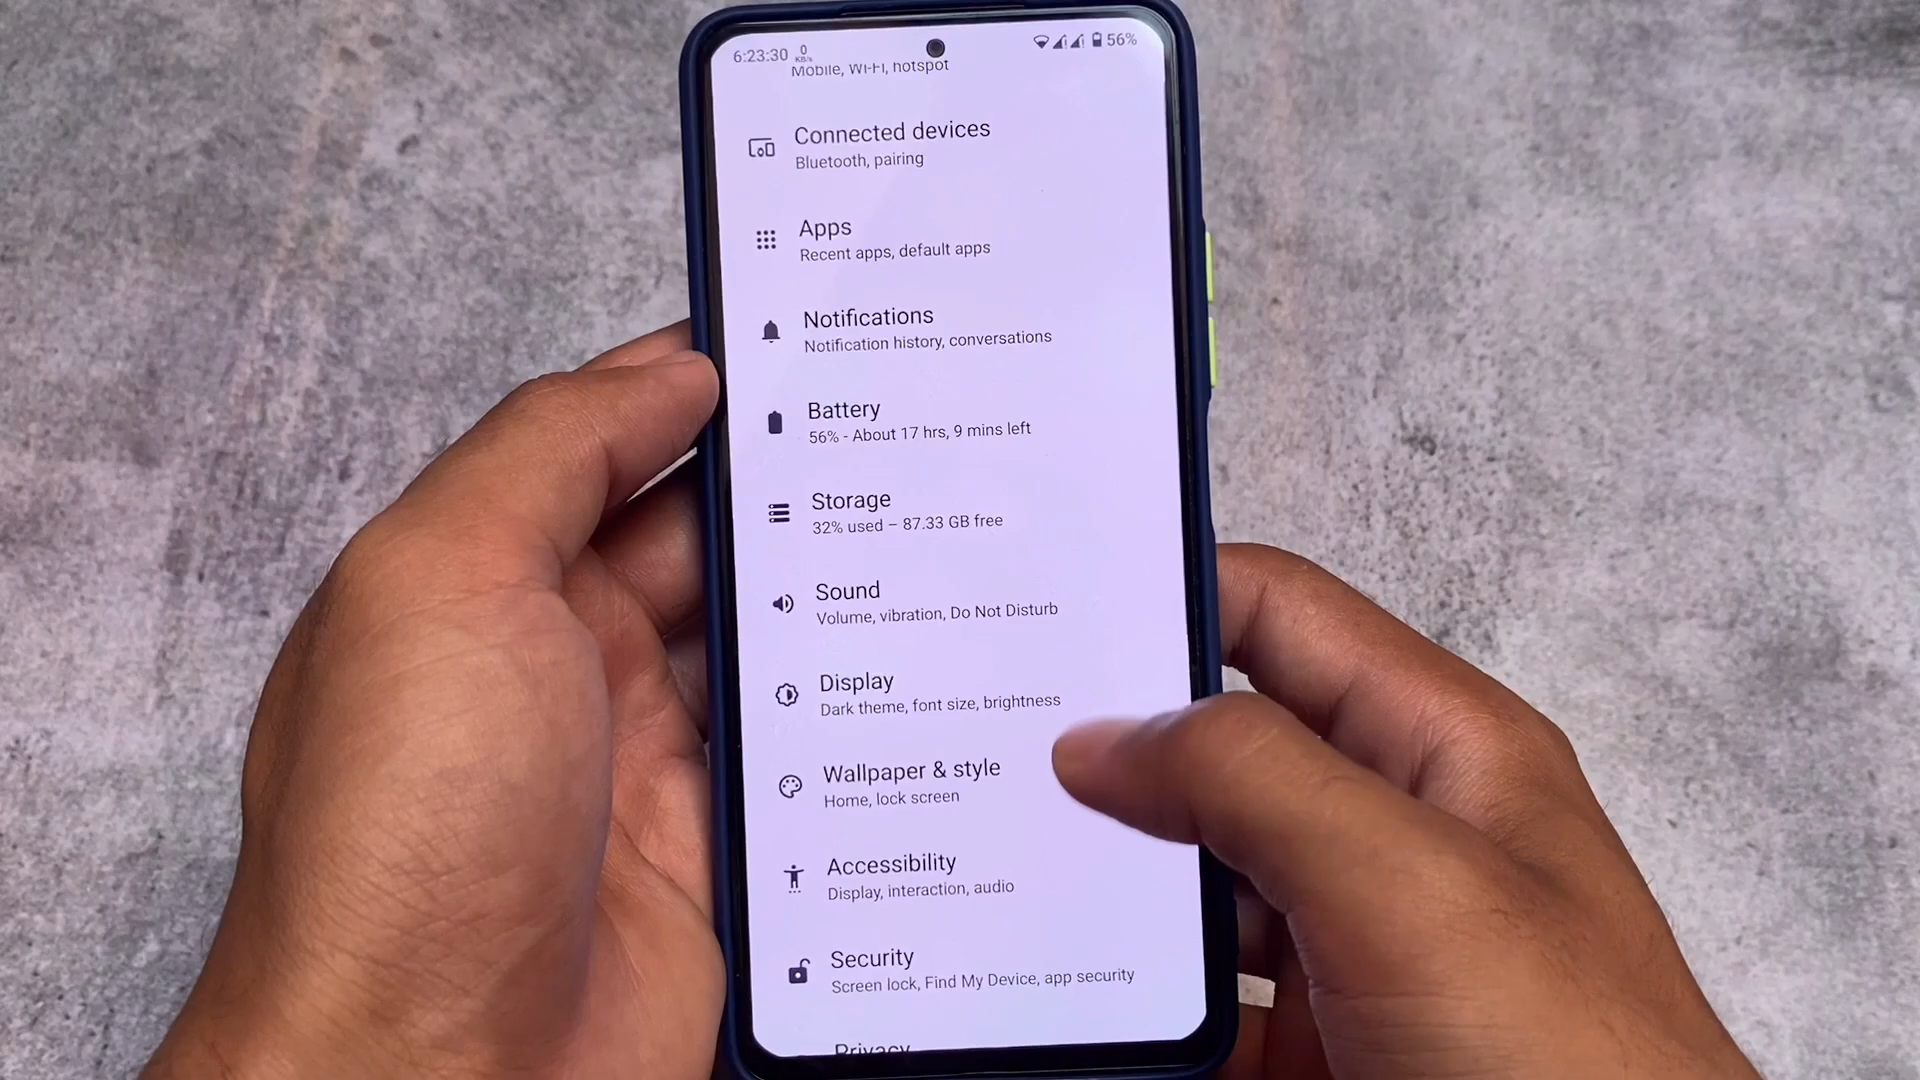 6:23:30 0 KB/s 56%
Mobile, Wi-Fi, hotspot
Connected devices
Bluetooth, pairing
Apps
Recent apps, default apps
Notifications
Notification history, conversations
Battery
56% - About 17 hrs, 9 mins left
Storage
32% used – 87.33 GB free
Sound
Volume, vibration, Do Not Disturb
Display
Dark theme, font size, brightness
Wallpaper & style
Home, lock screen
Accessibility
Display, interaction, audio
Security
Screen lock, Find My Device, app security
Privacy